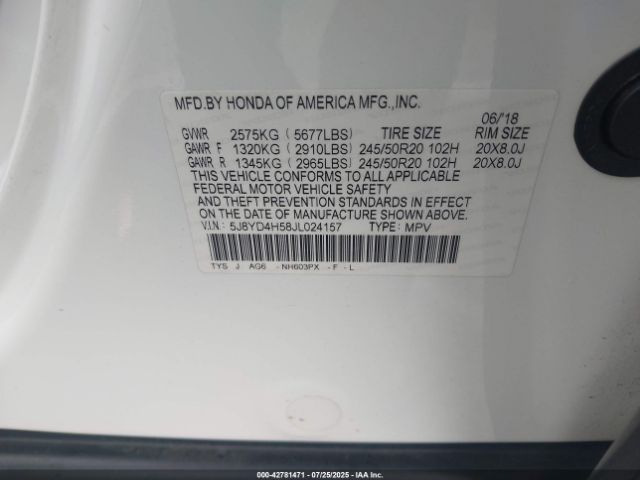 MFD.BY HONDA OF AMERICA MFG.,INC.
06/'18
GVWR 2575KG ( 5677LBS) TIRE SIZE RIM SIZE
GAWR F 1320KG ( 2910LBS) 245/50R20 102H 20X8.0J
GAWR R 1345KG ( 2965LBS) 245/50R20 102H 20X8.0J
THIS VEHICLE CONFORMS TO ALL APPLICABLE
FEDERAL MOTOR VEHICLE SAFETY
AND THEFT PREVENTION STANDARDS IN EFFECT
ON THE DATE OF MANUFACTURE SHOWN ABOVE.
V.I.N: 5J8YD4H58JL024157 TYPE: MPV
TYS J AG6 -NH603PX -F -L
000-42781471 | 07/25/2025 | IAA Inc.